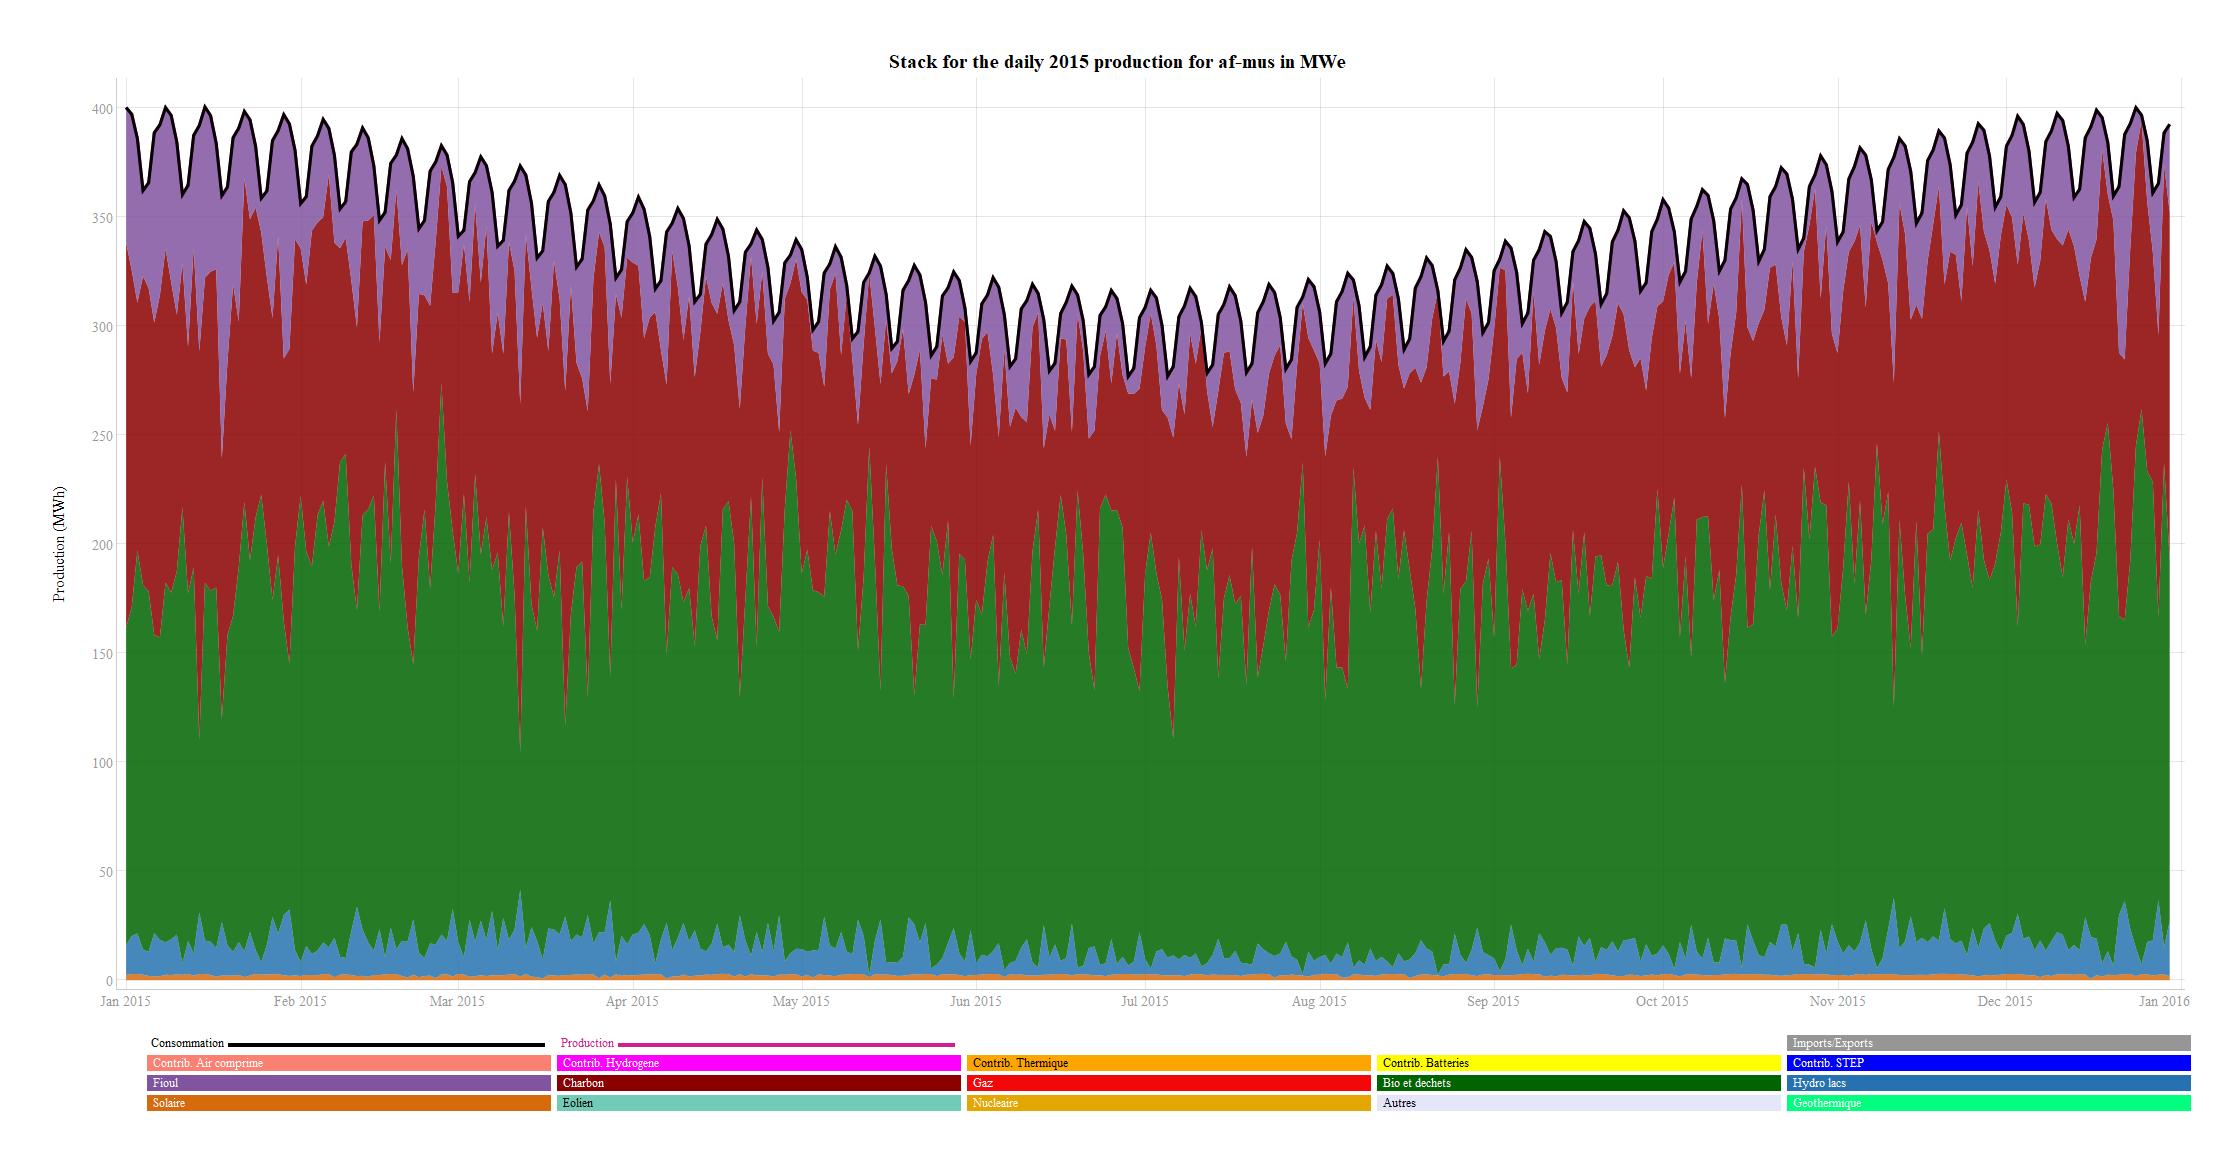 Stack for the daily 2015 production for af-mus in MWe
Production (MWh)
400
350
300
250
200
150
100
50
0
Jan 2015 Feb 2015 Mar 2015 Apr 2015 May 2015 Jun 2015 Jul 2015 Aug 2015 Sep 2015 Oct 2015 Nov 2015 Dec 2015 Jan 2016
Consommation Production Imports/Exports
Contrib. Air comprime Contrib. Hydrogene Contrib. Thermique Contrib. Batteries Contrib. STEP
Fioul Charbon Gaz Bio et dechets Hydro lacs
Solaire Eolien Nucleaire Autres Geothermique